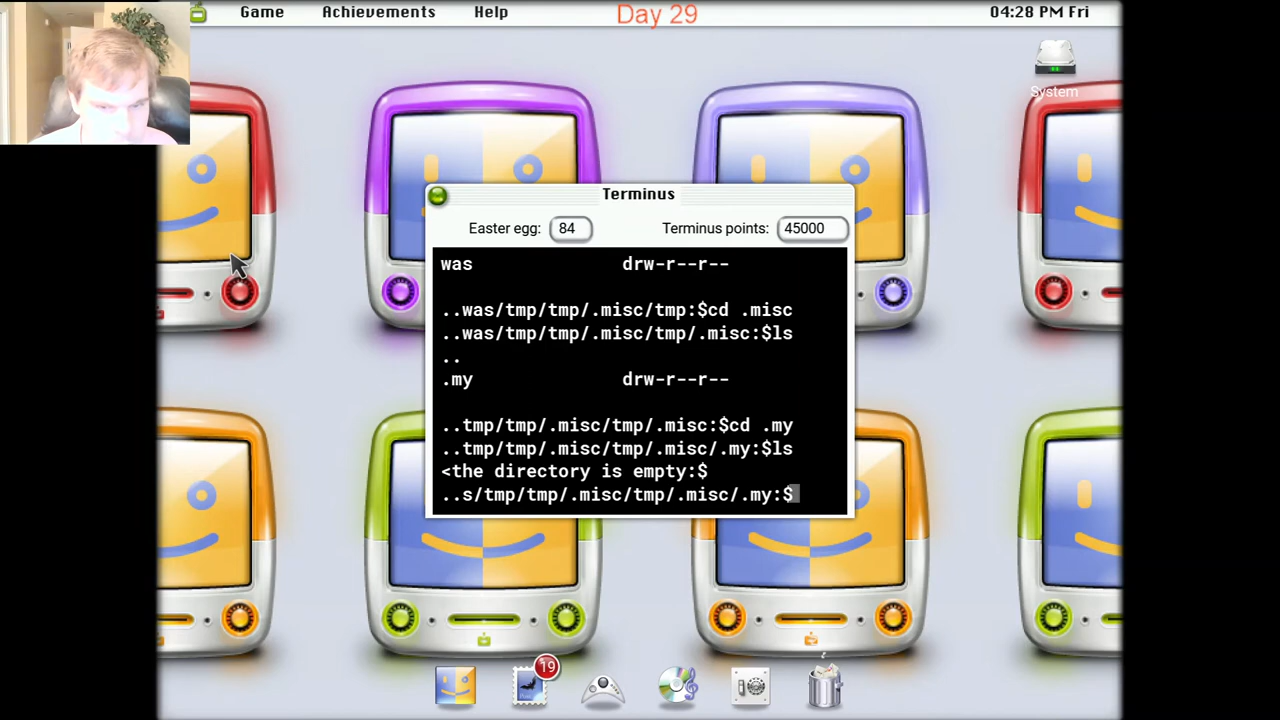 Game Achievements Help Day 29 04:28 PM Fri
System
Terminus
Easter egg: 84 Terminus points: 45000
was drw-r--r--
..was/tmp/tmp/.misc/tmp:$cd .misc
..was/tmp/tmp/.misc/tmp/.misc:$ls
..
.my drw-r--r--
..tmp/tmp/.misc/tmp/.misc:$cd .my
..tmp/tmp/.misc/tmp/.misc/.my:$ls
<the directory is empty:$
..s/tmp/tmp/.misc/tmp/.misc/.my:$
19